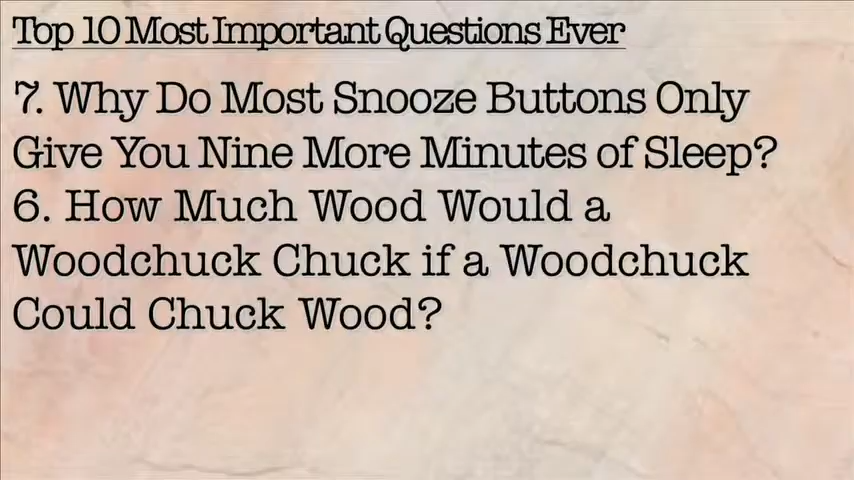 Top 10 Most Important Questions Ever
7. Why Do Most Snooze Buttons Only
Give You Nine More Minutes of Sleep?
6. How Much Wood Would a
Woodchuck Chuck if a Woodchuck
Could Chuck Wood?